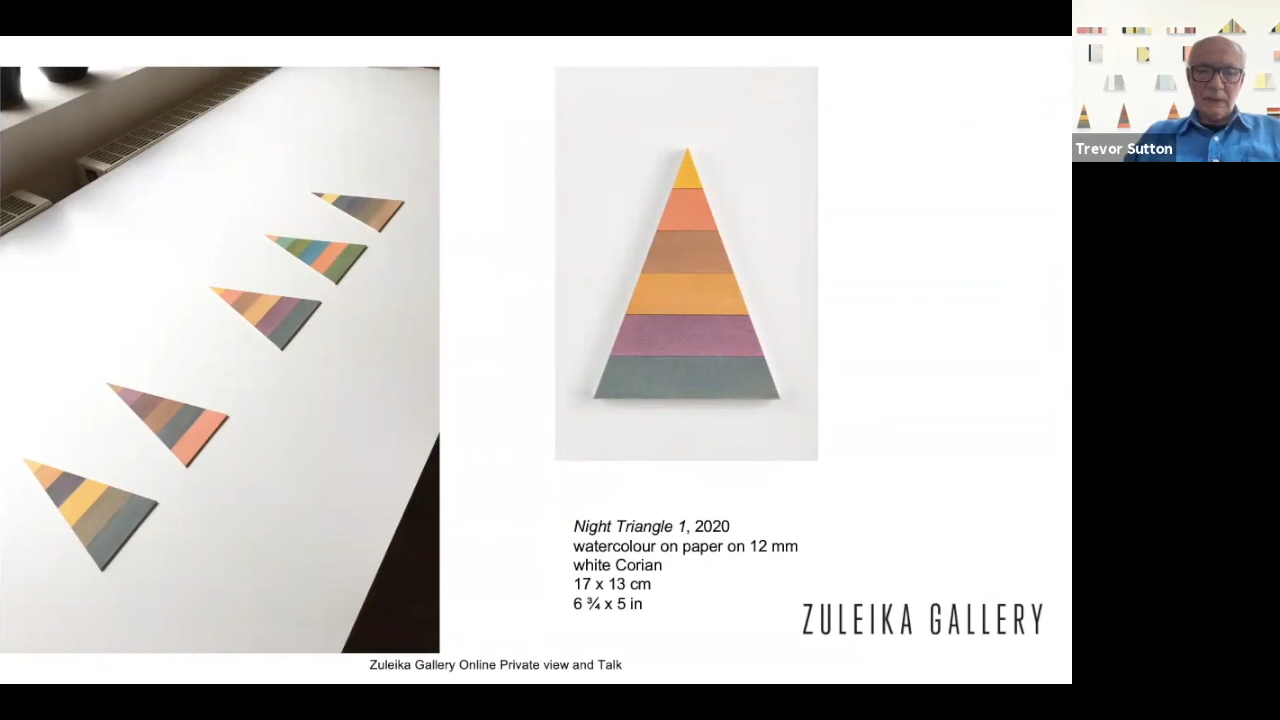 Trevor Sutton
Night Triangle 1, 2020
watercolour on paper on 12 mm
white Corian
17 x 13 cm
6 ¾ x 5 in
ZULEIKA GALLERY
Zuleika Gallery Online Private view and Talk